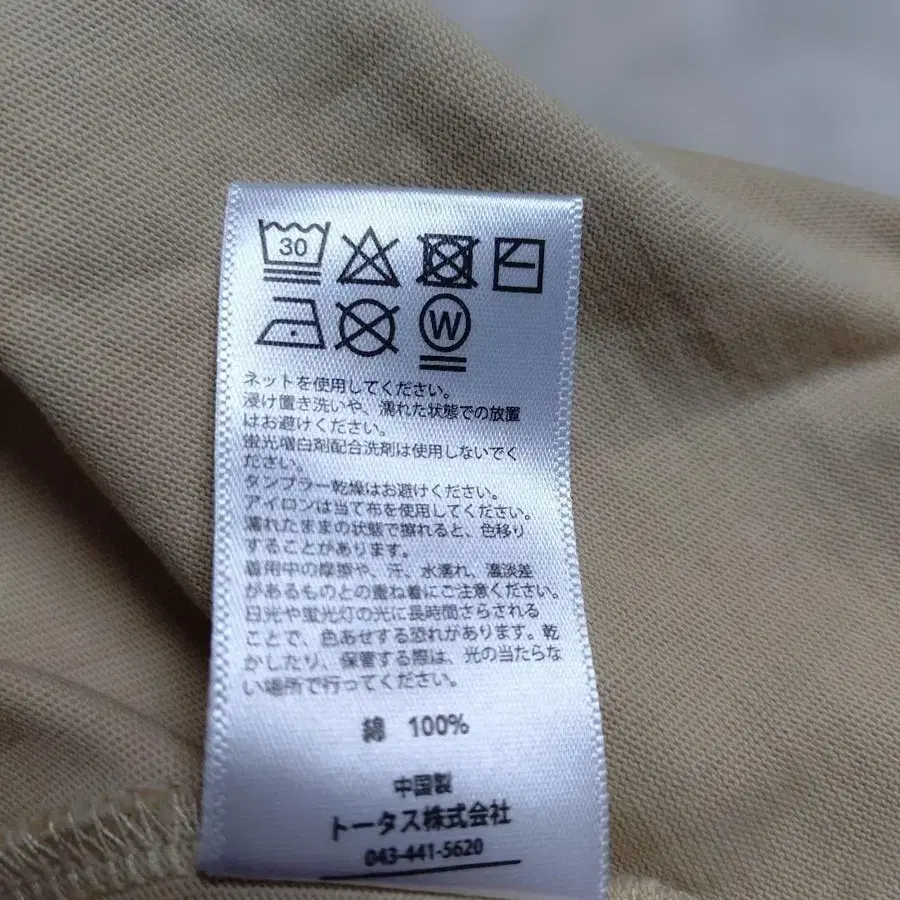 30
W
ネットを使用してください。
浸け置き洗いや、濡れた状態での放置
はお避けください。
蛍光増白剤配合洗剤は使用しないでく
ださい。
タンブラー乾燥はお避けください。
アイロンは当て布を使用してください。
濡れたままの状態で擦れると、色移り
することがあります。
着用中の摩擦や、汗、水濡れ、濃淡差
があるものとの重ね着にご注意ください。
日光や蛍光灯の光に長時間さらされる
ことで、色あせする恐れがあります。乾
かしたり、保管する際は、光の当たらな
い場所で行ってください。
綿 100%
中国製
トータス株式会社
043-441-5620